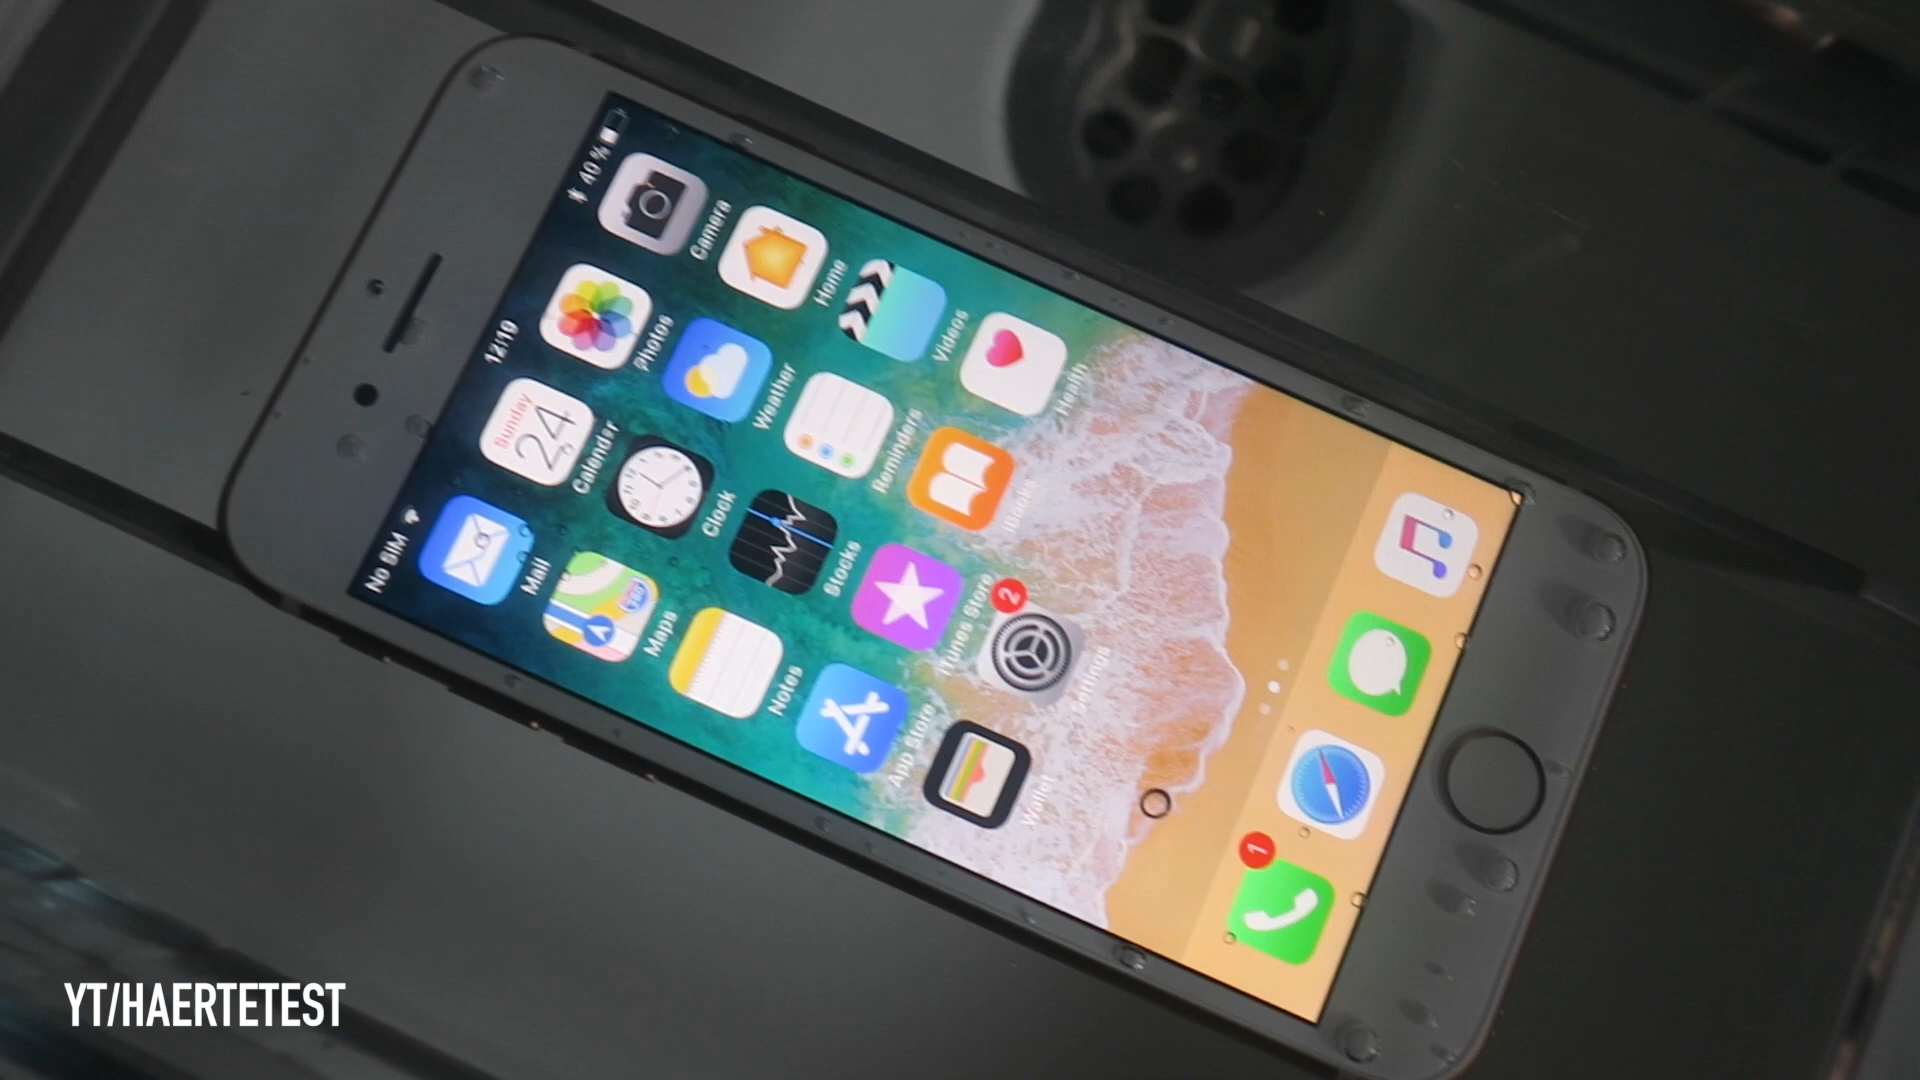 No SIM 12:19 40 %
Mail Calendar Photos Camera
Sunday
24
Maps Clock Weather Home
Notes Stocks Reminders Videos
App Store iTunes Store iBooks Health
Wallet Settings
2
1
YT/HAERTETEST